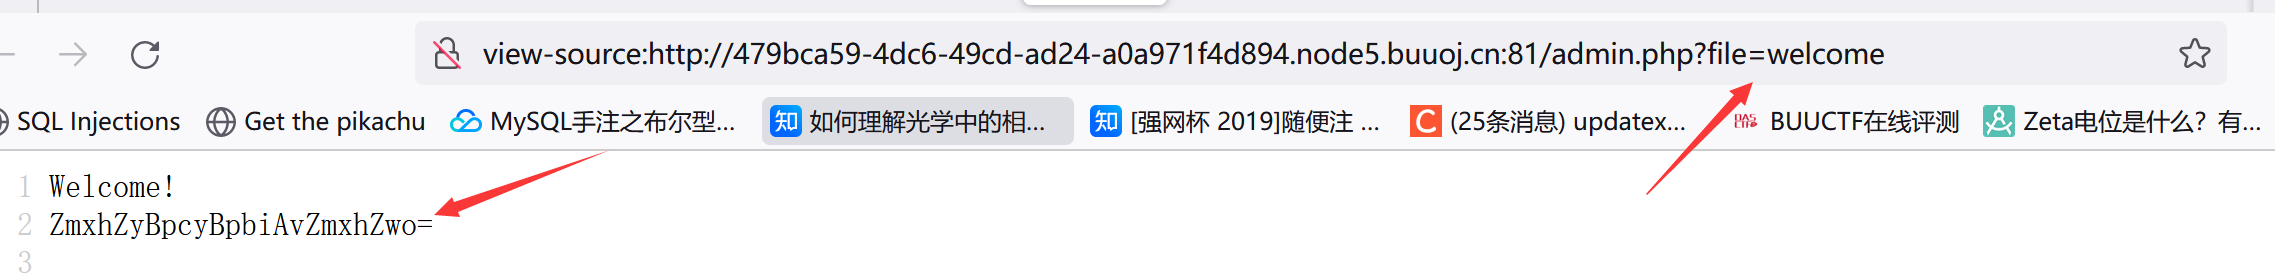 view-source:http://479bca59-4dc6-49cd-ad24-a0a971f4d894.node5.buuoj.cn:81/admin.php?file=welcome
SQL Injections Get the pikachu MySQL手注之布尔型... 知 如何理解光学中的相... 知 [强网杯 2019]随便注 ... C (25条消息) updatex... BUUCTF在线评测 Zeta电位是什么？有...
1 Welcome!
2 ZmxhZyBpcyBpbiAvZmxhZwo=
3